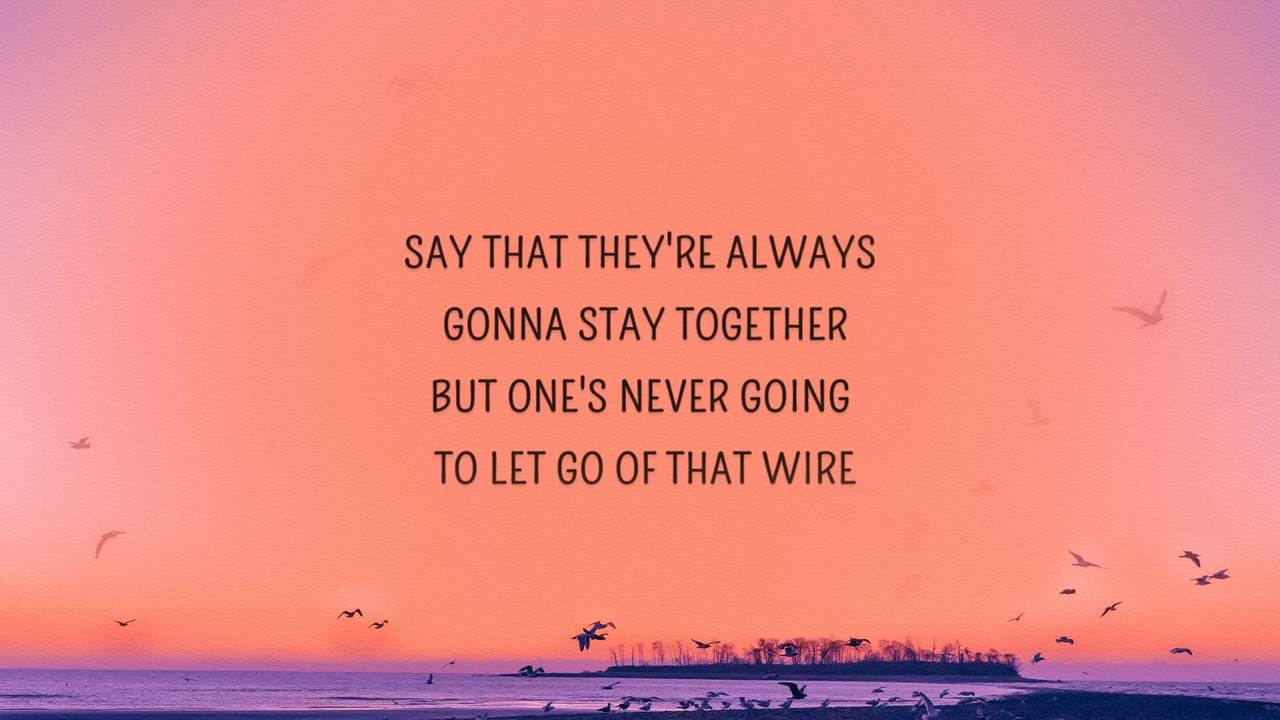 SAY THAT THEY'RE ALWAYS
GONNA STAY TOGETHER
BUT ONE'S NEVER GOING
TO LET GO OF THAT WIRE